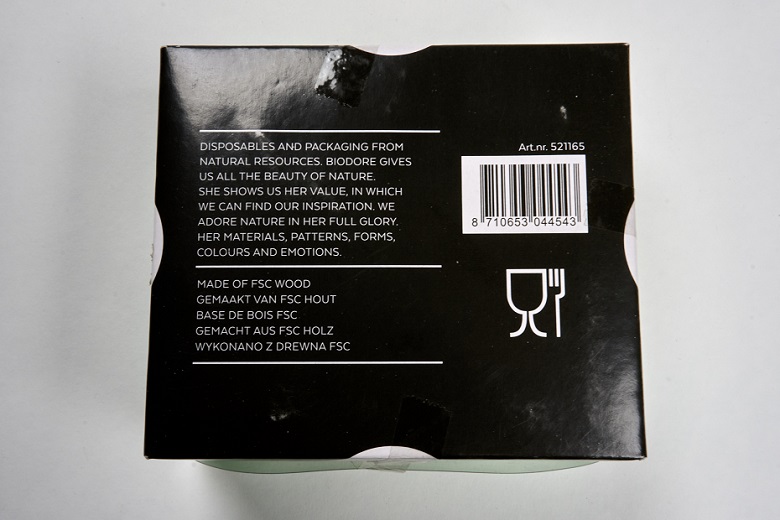 DISPOSABLES AND PACKAGING FROM
NATURAL RESOURCES. BIODORE GIVES
US ALL THE BEAUTY OF NATURE.
SHE SHOWS US HER VALUE, IN WHICH
WE CAN FIND OUR INSPIRATION. WE
ADORE NATURE IN HER FULL GLORY.
HER MATERIALS, PATTERNS, FORMS,
COLOURS AND EMOTIONS.
MADE OF FSC WOOD
GEMAAKT VAN FSC HOUT
BASE DE BOIS FSC
GEMACHT AUS FSC HOLZ
WYKONANO Z DREWNA FSC
Art.nr. 521165
8 710653 044543